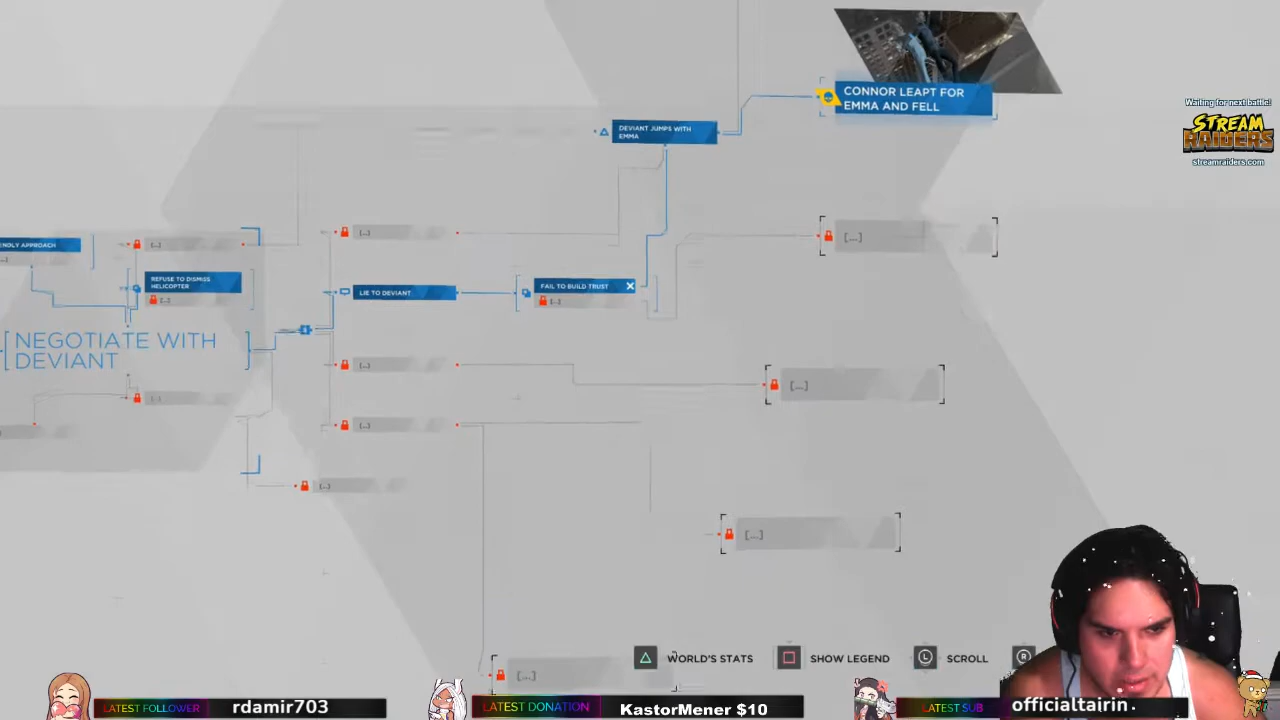 CONNOR LEAPT FOR
EMMA AND FELL
Waiting for next battle!
STREAM
RAIDERS
streamraiders.com
DEVIANT JUMPS WITH
EMMA
[...]
[...]
[...]
ENDLY APPROACH
REFUSE TO DISMISS
HELICOPTER
[...]
LIE TO DEVIANT
FAIL TO BUILD TRUST
[...]
NEGOTIATE WITH
DEVIANT
[...]
[...]
[...]
[...]
[...]
[...]
[...]
WORLD'S STATS
SHOW LEGEND
L
SCROLL
R
LATEST FOLLOWER
rdamir703
LATEST DONATION
KastorMener $10
LATEST SUB
officialtairin